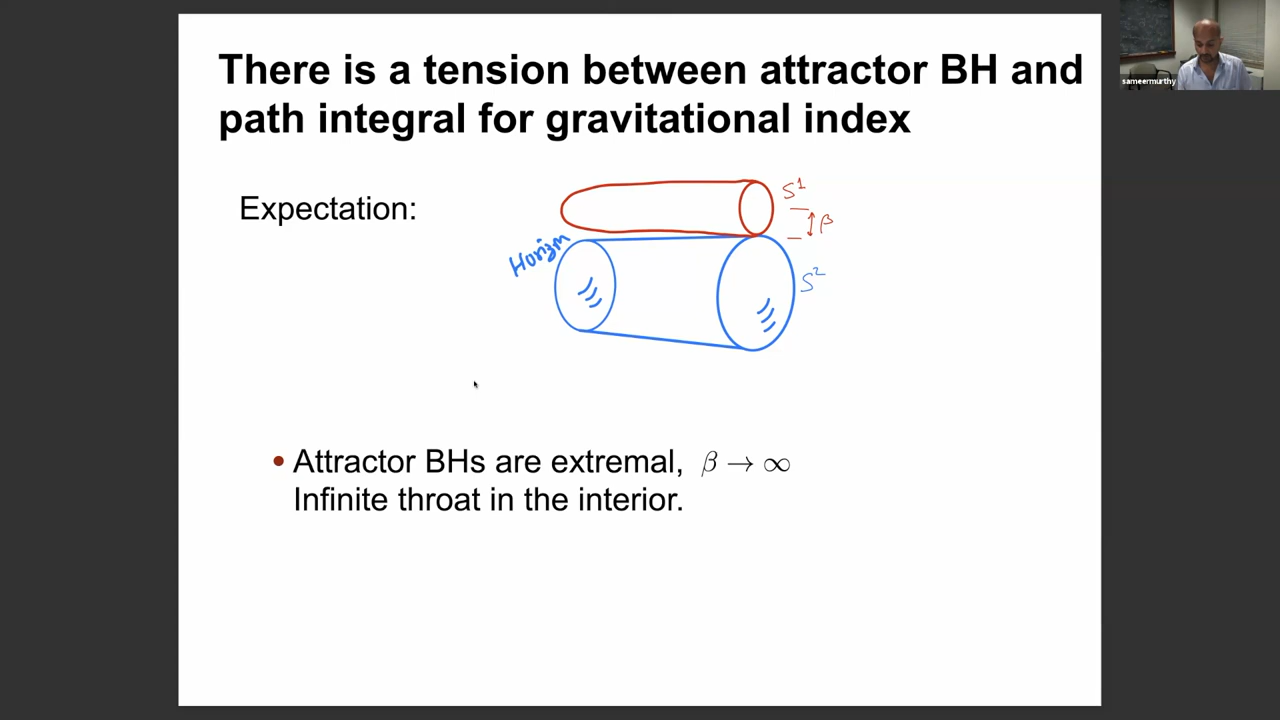 There is a tension between attractor BH and
path integral for gravitational index
sameermurthy
Expectation:
S¹
β
Horizon
S²
• Attractor BHs are extremal, β → ∞
Infinite throat in the interior.